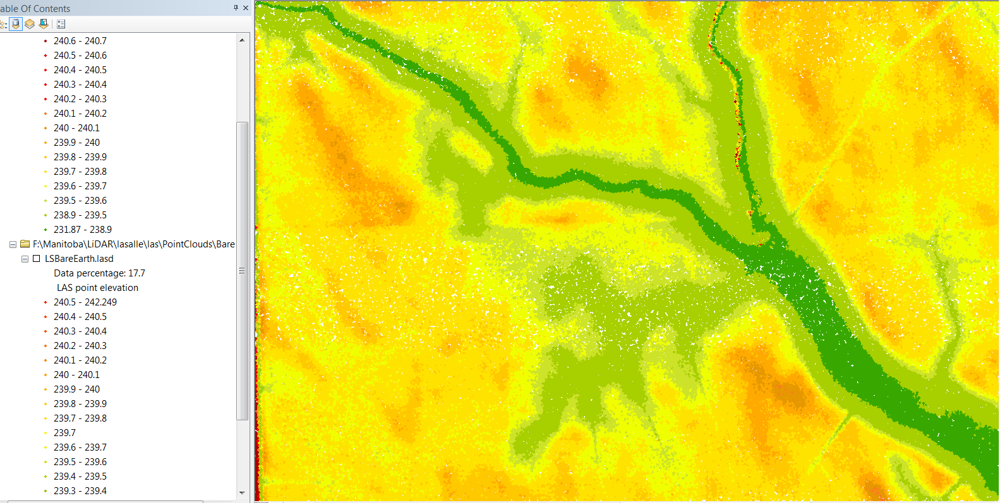 able Of Contents
240.6 - 240.7
240.5 - 240.6
240.4 - 240.5
240.3 - 240.4
240.2 - 240.3
240.1 - 240.2
240 - 240.1
239.9 - 240
239.8 - 239.9
239.7 - 239.8
239.6 - 239.7
239.5 - 239.6
238.9 - 239.5
231.87 - 238.9
F:\Manitoba\LiDAR\lasalle\las\PointClouds\Bare
LSBareEarth.lasd
Data percentage: 17.7
LAS point elevation
240.5 - 242.249
240.4 - 240.5
240.3 - 240.4
240.2 - 240.3
240.1 - 240.2
240 - 240.1
239.9 - 240
239.8 - 239.9
239.7 - 239.8
239.7
239.6 - 239.7
239.5 - 239.6
239.4 - 239.5
239.3 - 239.4